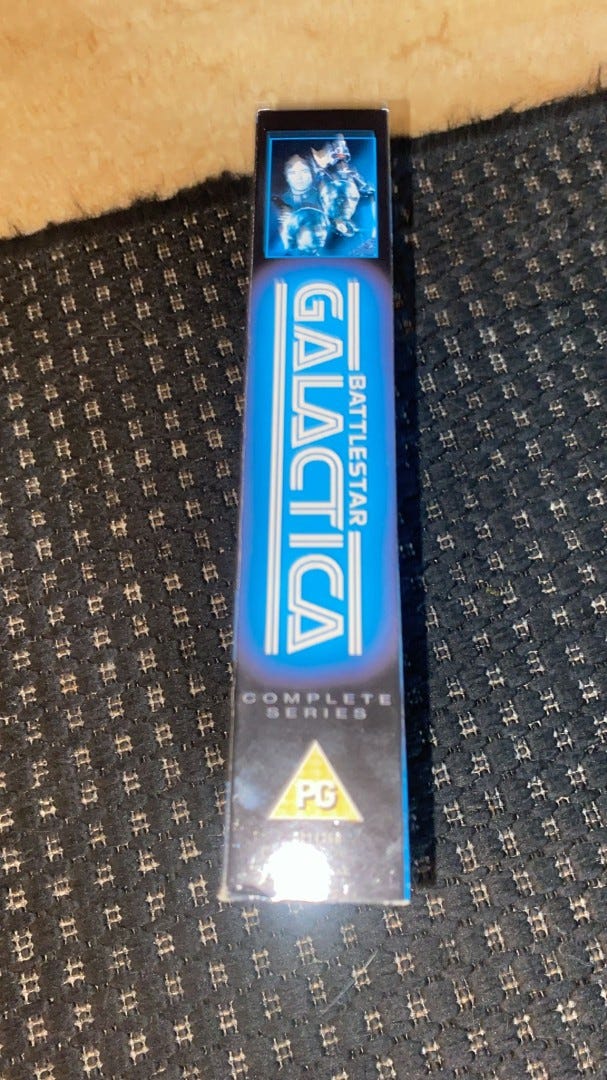 BATTLESTAR
GALACTICA
COMPLETE
SERIES
PG